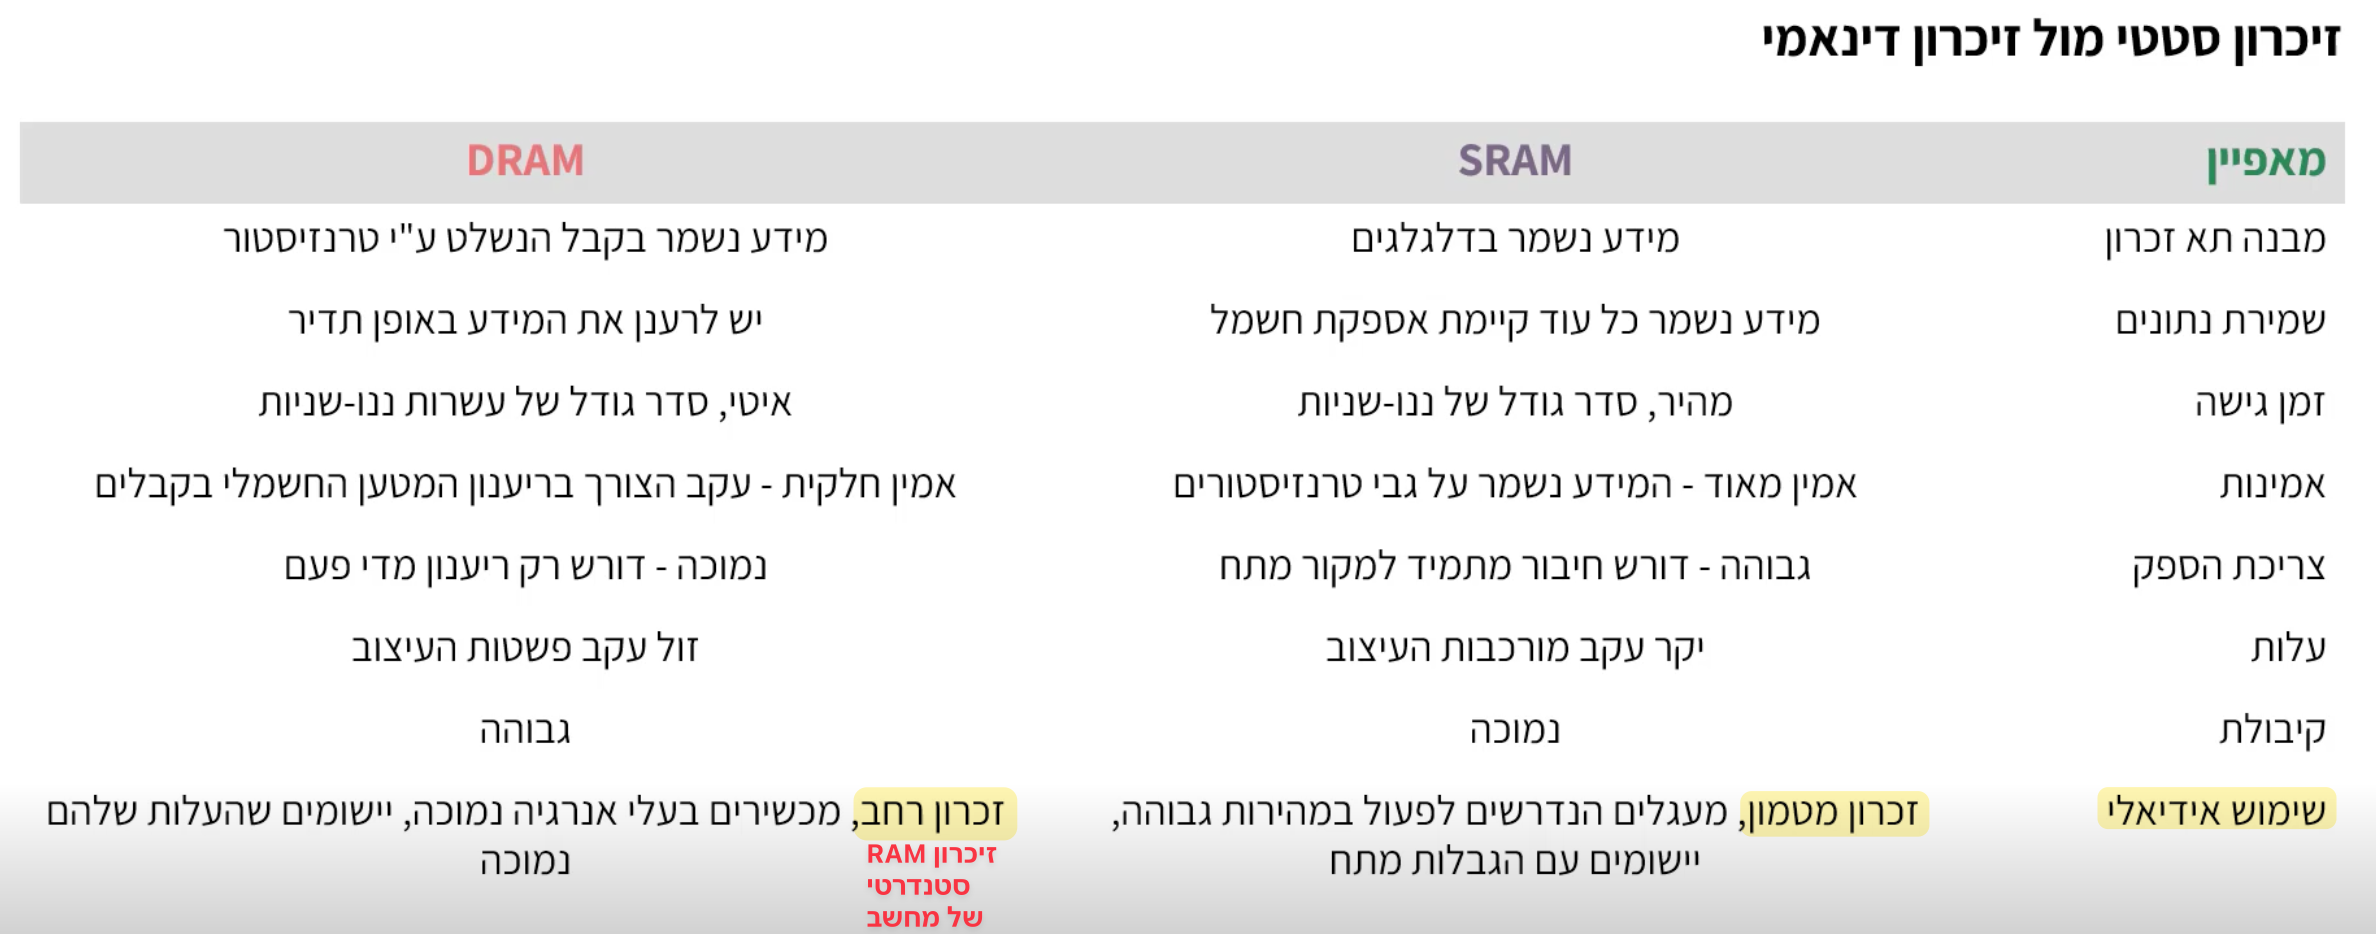 זיכרון סטטי מול זיכרון דינאמי
מאפיין SRAM DRAM
מבנה תא זכרון מידע נשמר בדלגלגים מידע נשמר בקבל הנשלט ע"י טרנזיסטור
שמירת נתונים מידע נשמר כל עוד קיימת אספקת חשמל יש לרענן את המידע באופן תדיר
זמן גישה מהיר, סדר גודל של ננו-שניות איטי, סדר גודל של עשרות ננו-שניות
אמינות אמין מאוד - המידע נשמר על גבי טרנזיסטורים אמין חלקית - עקב הצורך בריענון המטען החשמלי בקבלים
צריכת הספק גבוהה - דורש חיבור מתמיד למקור מתח נמוכה - דורש רק ריענון מדי פעם
עלות יקר עקב מורכבות העיצוב זול עקב פשטות העיצוב
קיבולת נמוכה גבוהה
שימוש אידיאלי זכרון מטמון, מעגלים הנדרשים לפעול במהירות גבוהה, זכרון רחב, מכשירים בעלי אנרגיה נמוכה, יישומים שהעלות שלהם
יישומים עם הגבלות מתח נמוכה
זיכרון RAM
סטנדרטי
של מחשב